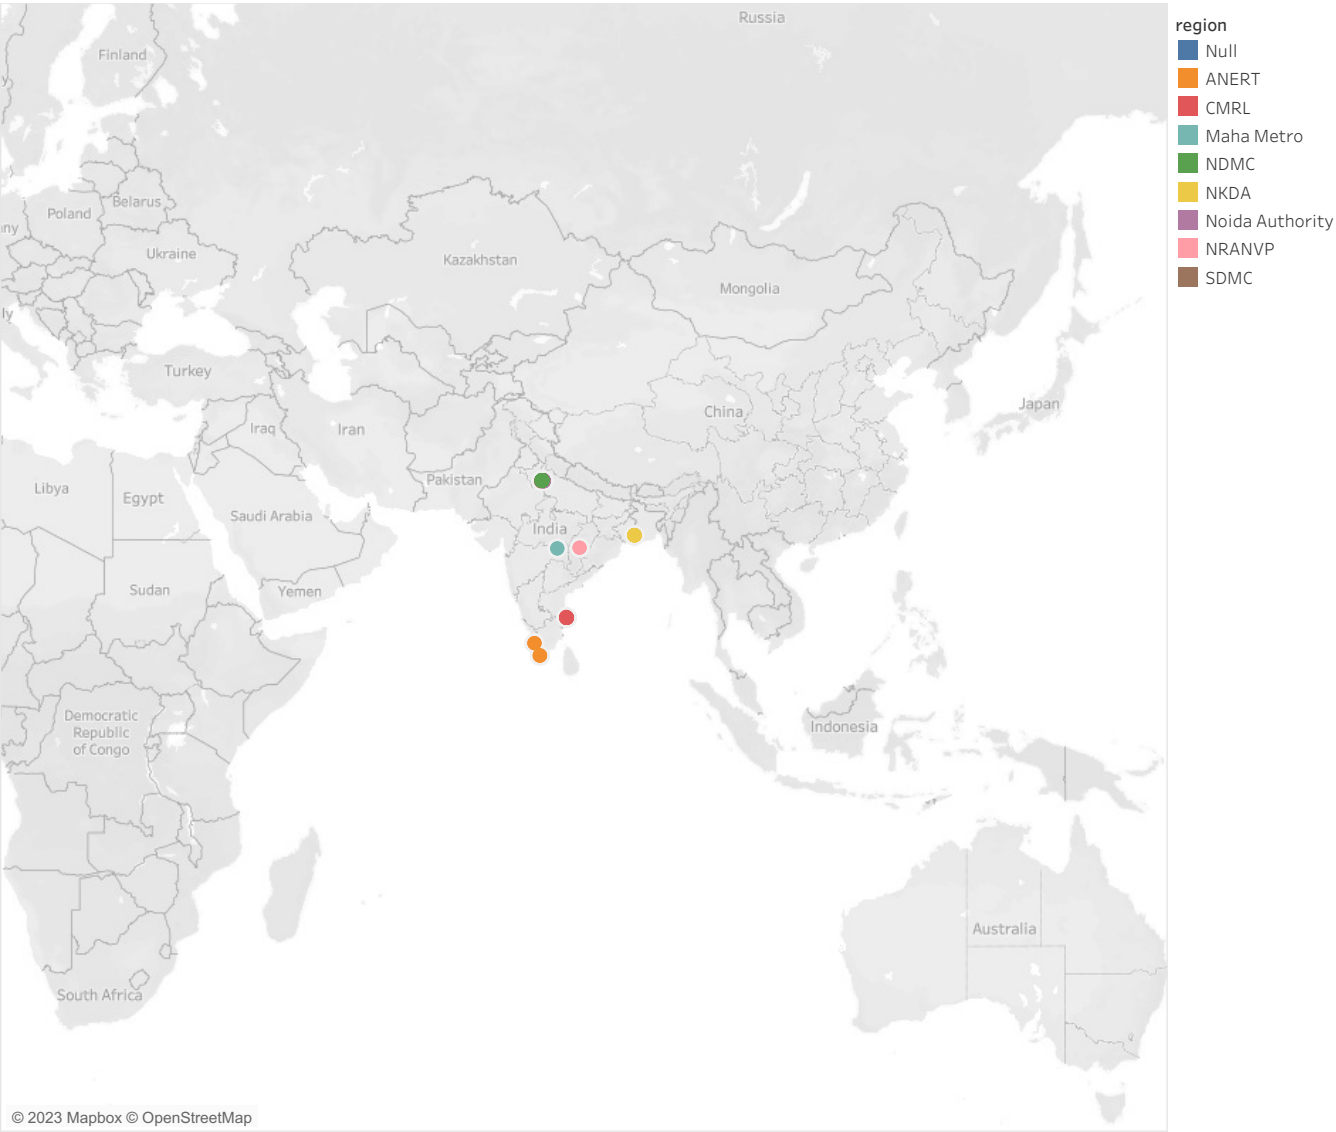 Russia
region
Null
Finland
ANERT
CMRL
Maha Metro
NDMC
NKDA
Noida Authority
NRANVP
SDMC
Belarus
Poland
ny
Ukraine
Kazakhstan
Mongolia
ly
Turkey
Japan
China
Iraq
Iran
Pakistan
Libya
Egypt
Saudi Arabia
India
Sudan
Yemen
Democratic
Republic
of Congo
Indonesia
Australia
South Africa
© 2023 Mapbox © OpenStreetMap